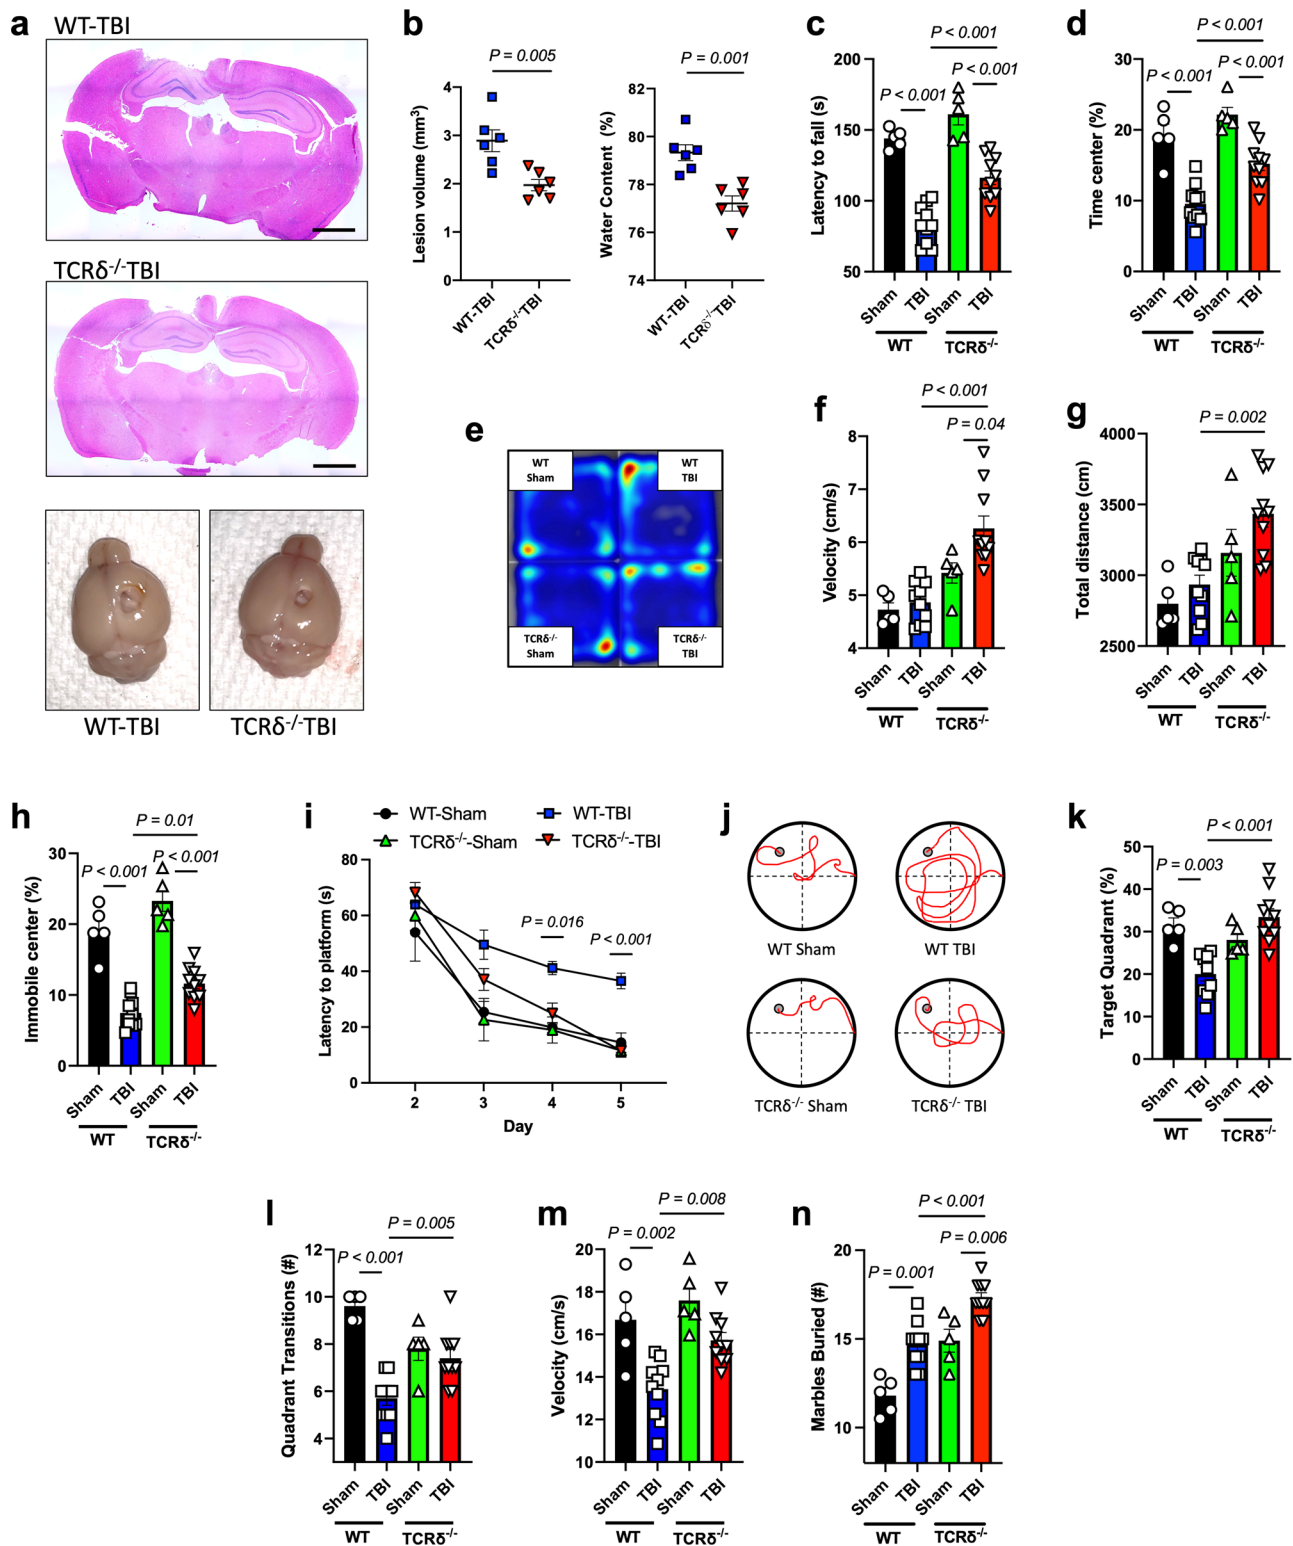 a
WT-TBI
TCRδ-/-TBI
WT-TBI
TCRδ-/-TBI
b
P = 0.005
Lesion volume (mm3)
4
3
2
1
0
WT-TBI
TCRδ-/-TBI
P = 0.001
Water Content (%)
82
80
78
76
74
WT-TBI
TCRδ-/-TBI
c
P < 0.001
P < 0.001
P < 0.001
Latency to fall (s)
200
150
100
50
Sham
TBI
Sham
TBI
WT
TCRδ-/-
d
P < 0.001
P < 0.001
P < 0.001
Time center (%)
30
20
10
0
Sham
TBI
Sham
TBI
WT
TCRδ-/-
e
WT
Sham
WT
TBI
TCRδ-/-
Sham
TCRδ-/-
TBI
f
P < 0.001
P = 0.04
Velocity (cm/s)
8
7
6
5
4
Sham
TBI
Sham
TBI
WT
TCRδ-/-
g
P = 0.002
Total distance (cm)
4000
3500
3000
2500
Sham
TBI
Sham
TBI
WT
TCRδ-/-
h
P = 0.01
P < 0.001
P < 0.001
Immobile center (%)
30
20
10
0
Sham
TBI
Sham
TBI
WT
TCRδ-/-
i
WT-Sham
WT-TBI
TCRδ-/--Sham
TCRδ-/--TBI
P = 0.016
P < 0.001
Latency to platform (s)
80
60
40
20
0
2
3
4
5
Day
j
WT Sham
WT TBI
TCRδ-/- Sham
TCRδ-/- TBI
k
P < 0.001
P = 0.003
Target Quadrant (%)
50
40
30
20
10
0
Sham
TBI
Sham
TBI
WT
TCRδ-/-
l
P = 0.005
P < 0.001
Quadrant Transitions (#)
12
10
8
6
4
Sham
TBI
Sham
TBI
WT
TCRδ-/-
m
P = 0.008
P = 0.002
Velocity (cm/s)
20
18
16
14
12
10
Sham
TBI
Sham
TBI
WT
TCRδ-/-
n
P < 0.001
P = 0.006
P = 0.001
Marbles Buried (#)
20
15
10
Sham
TBI
Sham
TBI
WT
TCRδ-/-